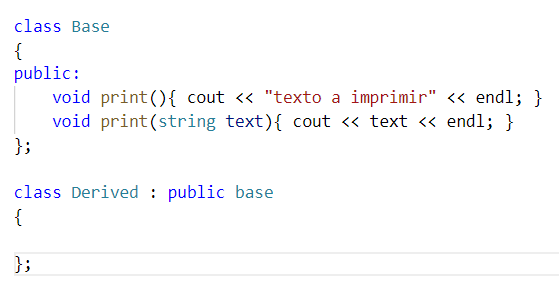 class Base
{
public:
    void print(){ cout << "texto a imprimir" << endl; }
    void print(string text){ cout << text << endl; }
};

class Derived : public base
{

};